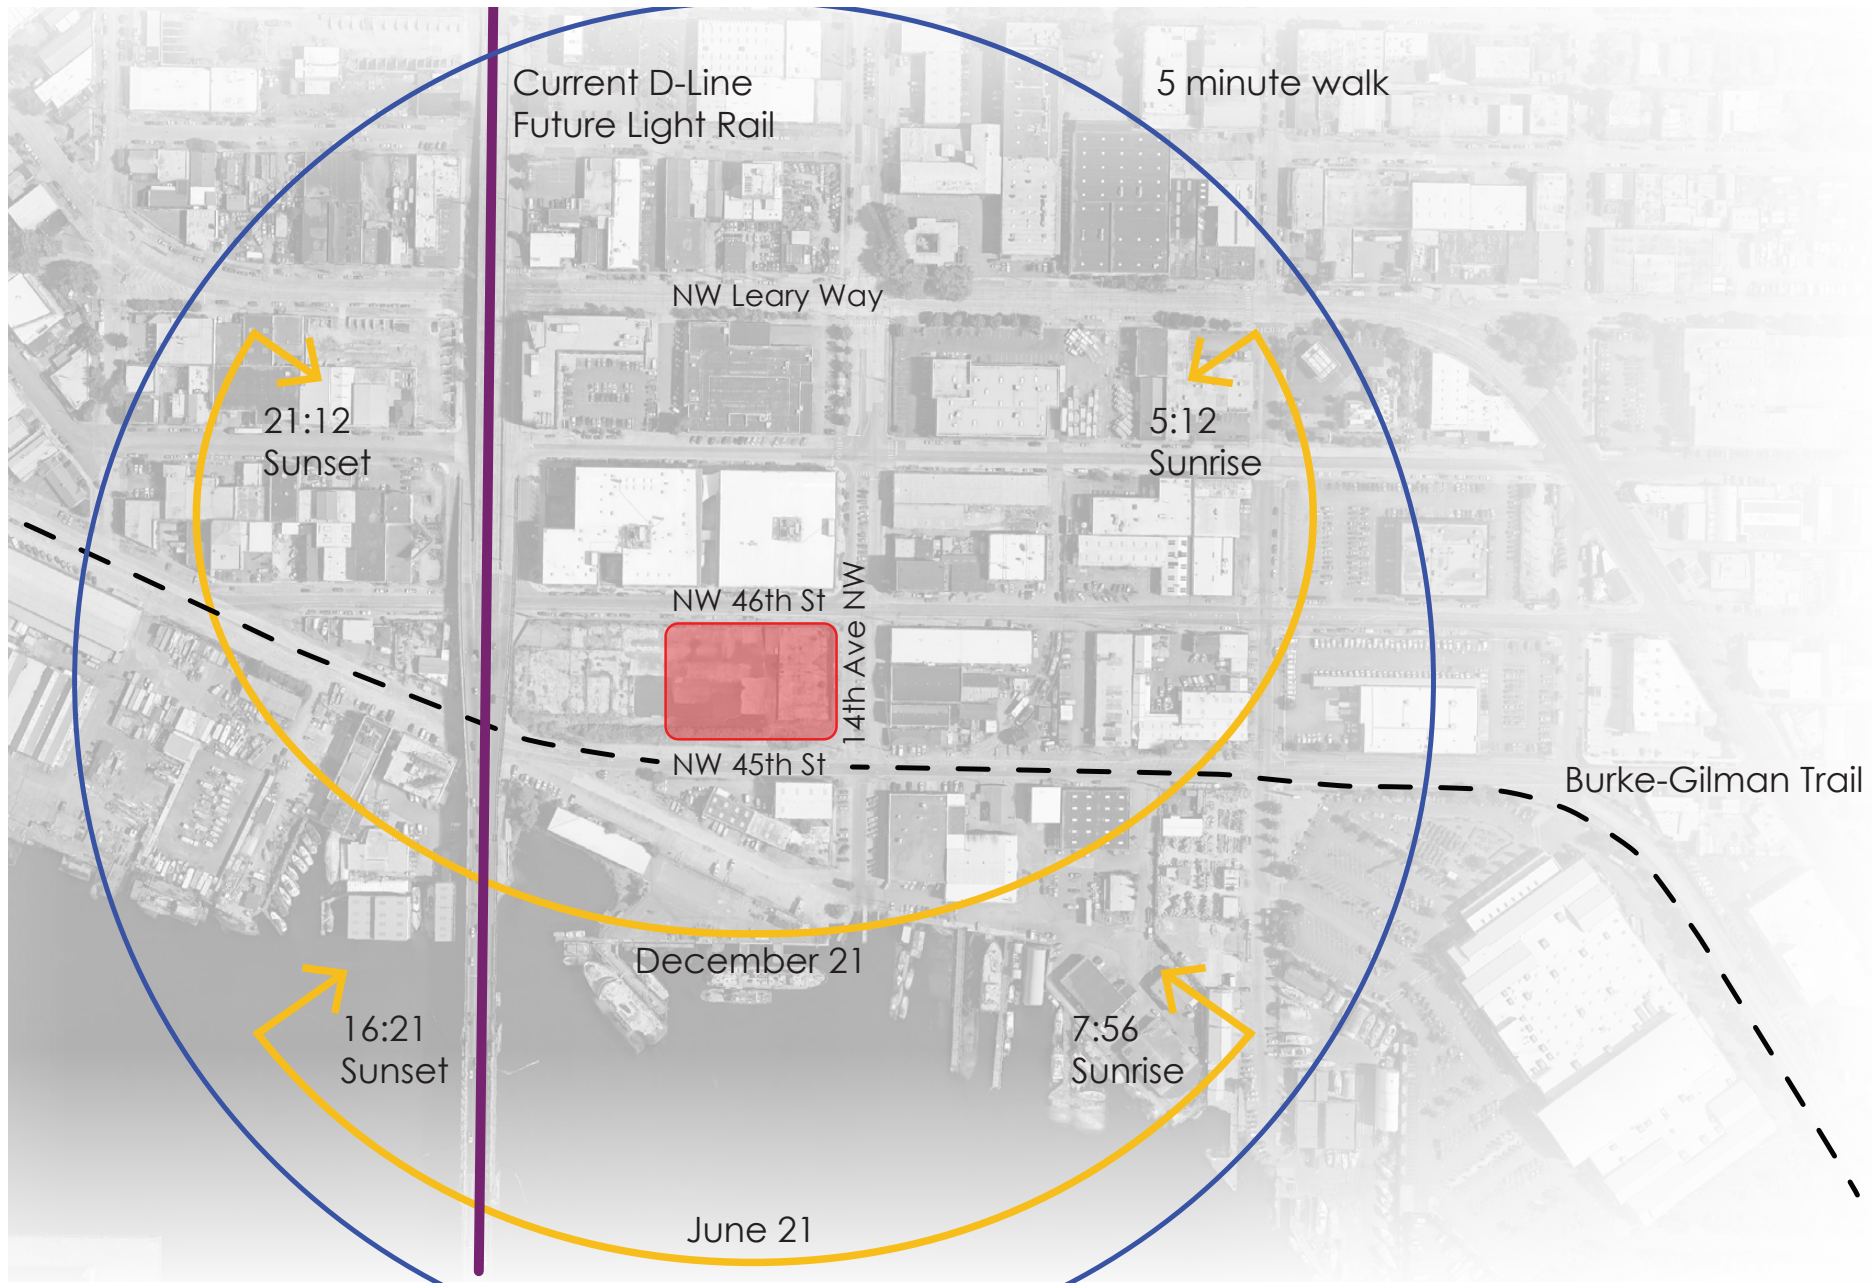 Current D-Line
Future Light Rail
5 minute walk
NW Leary Way
21:12
Sunset
5:12
Sunrise
NW 46th St
14th Ave NW
NW 45th St
Burke-Gilman Trail
December 21
16:21
Sunset
7:56
Sunrise
June 21